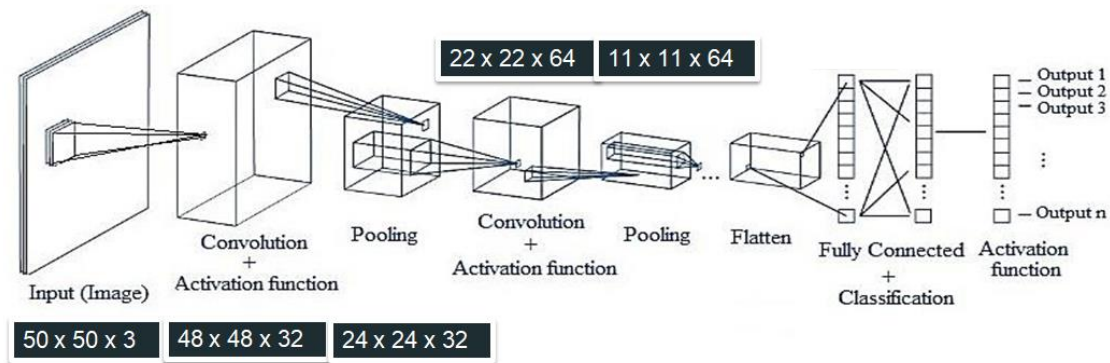 22 x 22 x 64
11 x 11 x 64
Output 1
Output 2
Output 3
Output n
Input (Image)
Convolution
+
Activation function
Pooling
Convolution
+
Activation function
Pooling
...
Flatten
Fully Connected
+
Classification
Activation
function
50 x 50 x 3
48 x 48 x 32
24 x 24 x 32